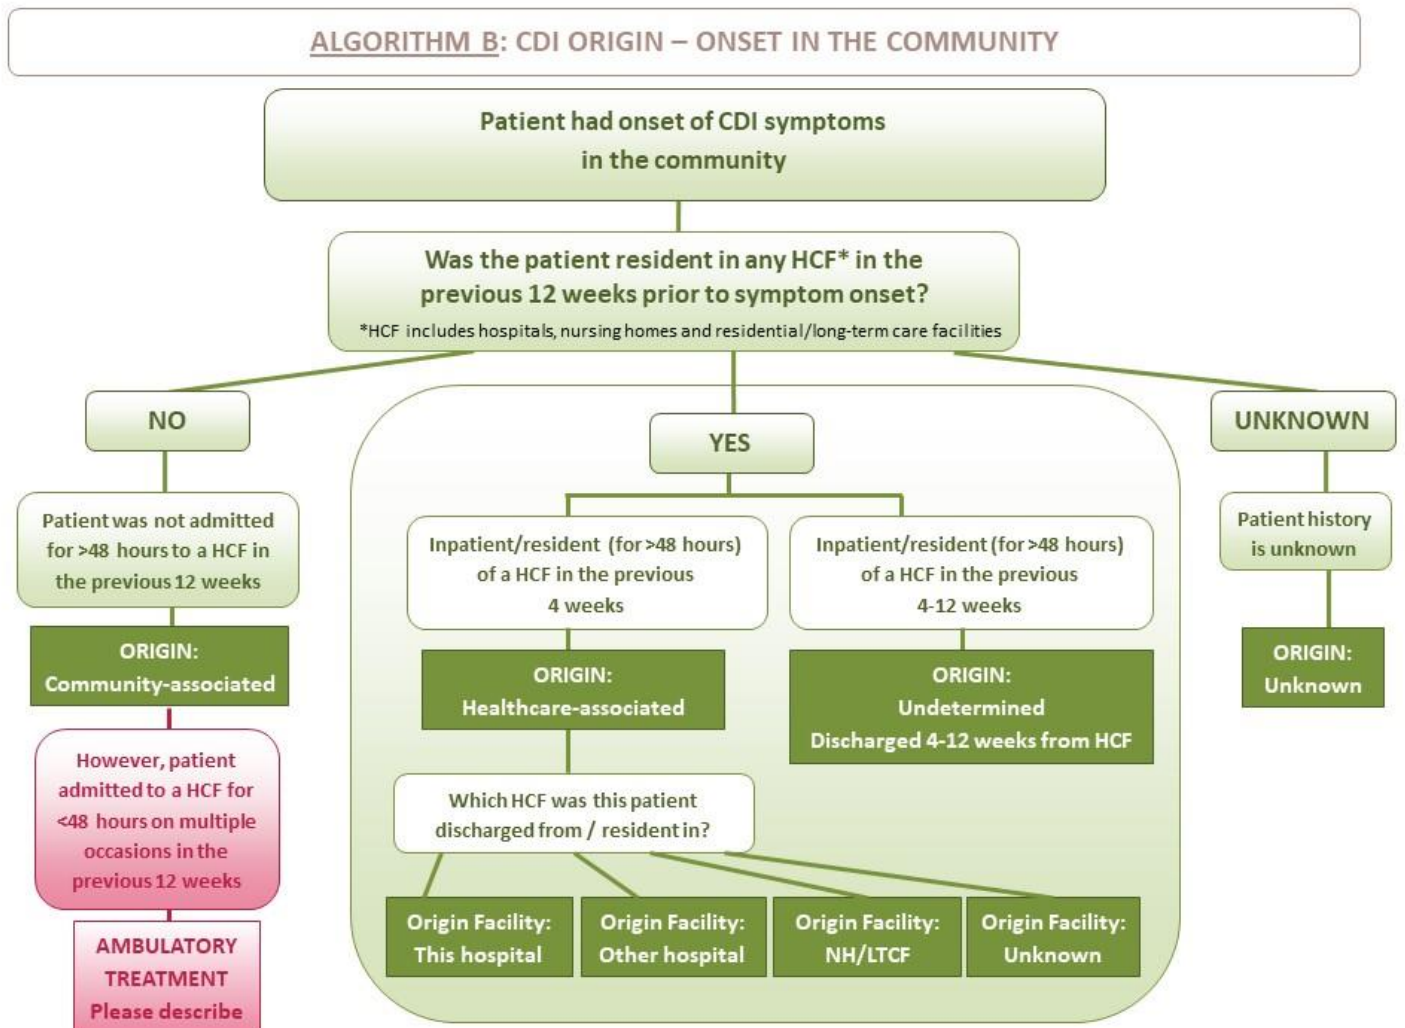 ALGORITHM B: CDI ORIGIN – ONSET IN THE COMMUNITY
Patient had onset of CDI symptoms
in the community
Was the patient resident in any HCF* in the
previous 12 weeks prior to symptom onset?
*HCF includes hospitals, nursing homes and residential/long-term care facilities
NO
Patient was not admitted
for >48 hours to a HCF in
the previous 12 weeks
ORIGIN:
Community-associated
However, patient
admitted to a HCF for
<48 hours on multiple
occasions in the
previous 12 weeks
AMBULATORY
TREATMENT
Please describe
YES
Inpatient/resident (for >48 hours)
of a HCF in the previous
4 weeks
ORIGIN:
Healthcare-associated
Which HCF was this patient
discharged from / resident in?
Origin Facility:
This hospital
Origin Facility:
Other hospital
Origin Facility:
NH/LTCF
Origin Facility:
Unknown
Inpatient/resident (for >48 hours)
of a HCF in the previous
4-12 weeks
ORIGIN:
Undetermined
Discharged 4-12 weeks from HCF
UNKNOWN
Patient history
is unknown
ORIGIN:
Unknown